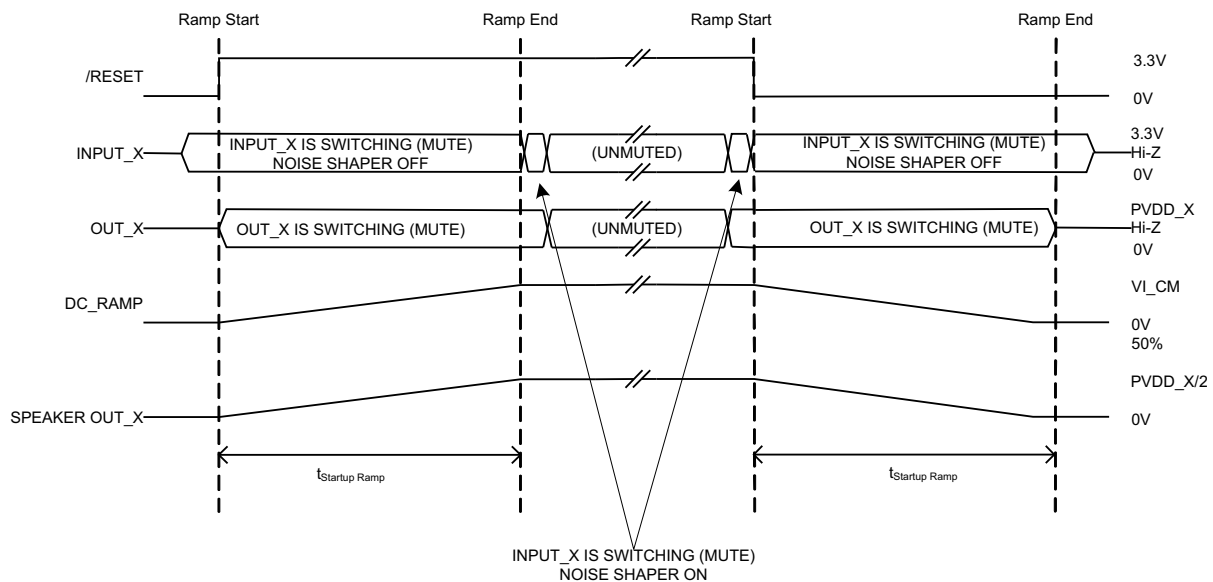 Ramp Start
Ramp End
Ramp Start
Ramp End
/RESET
3.3V
0V
INPUT_X
INPUT_X IS SWITCHING (MUTE)
NOISE SHAPER OFF
(UNMUTED)
INPUT_X IS SWITCHING (MUTE)
NOISE SHAPER OFF
3.3V
Hi-Z
0V
OUT_X
OUT_X IS SWITCHING (MUTE)
(UNMUTED)
OUT_X IS SWITCHING (MUTE)
PVDD_X
Hi-Z
0V
DC_RAMP
VI_CM
0V
50%
SPEAKER OUT_X
PVDD_X/2
0V
tStartup Ramp
tStartup Ramp
INPUT_X IS SWITCHING (MUTE)
NOISE SHAPER ON